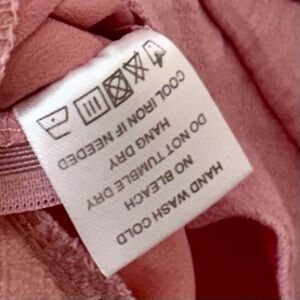 HAND WASH COLD
NO BLEACH
DO NOT TUMBLE DRY
HANG DRY
COOL IRON IF NEEDED